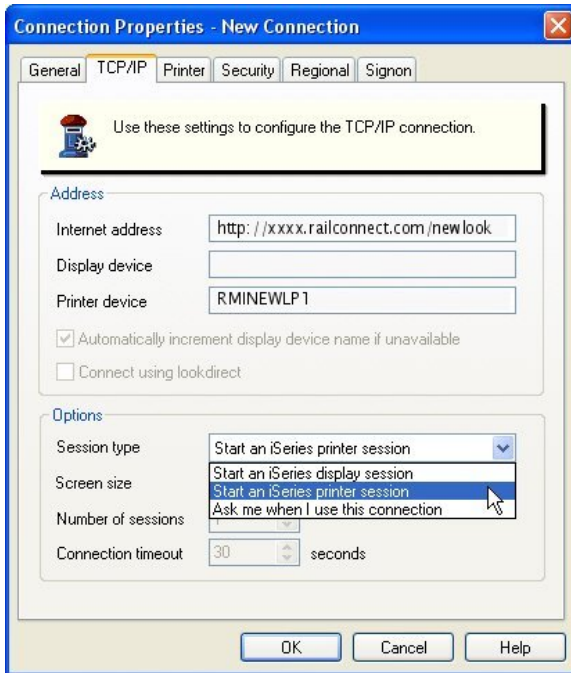 Connection Properties - New Connection
General TCP/IP Printer Security Regional Signon
Use these settings to configure the TCP/IP connection.
Address
Internet address http://xxxx.railconnect.com/newlook
Display device
Printer device RMINEWLP1
Automatically increment display device name if unavailable
Connect using lookdirect
Options
Session type Start an iSeries printer session
Start an iSeries display session
Screen size Start an iSeries printer session
Ask me when I use this connection
Number of sessions
Connection timeout 30 seconds
OK Cancel Help